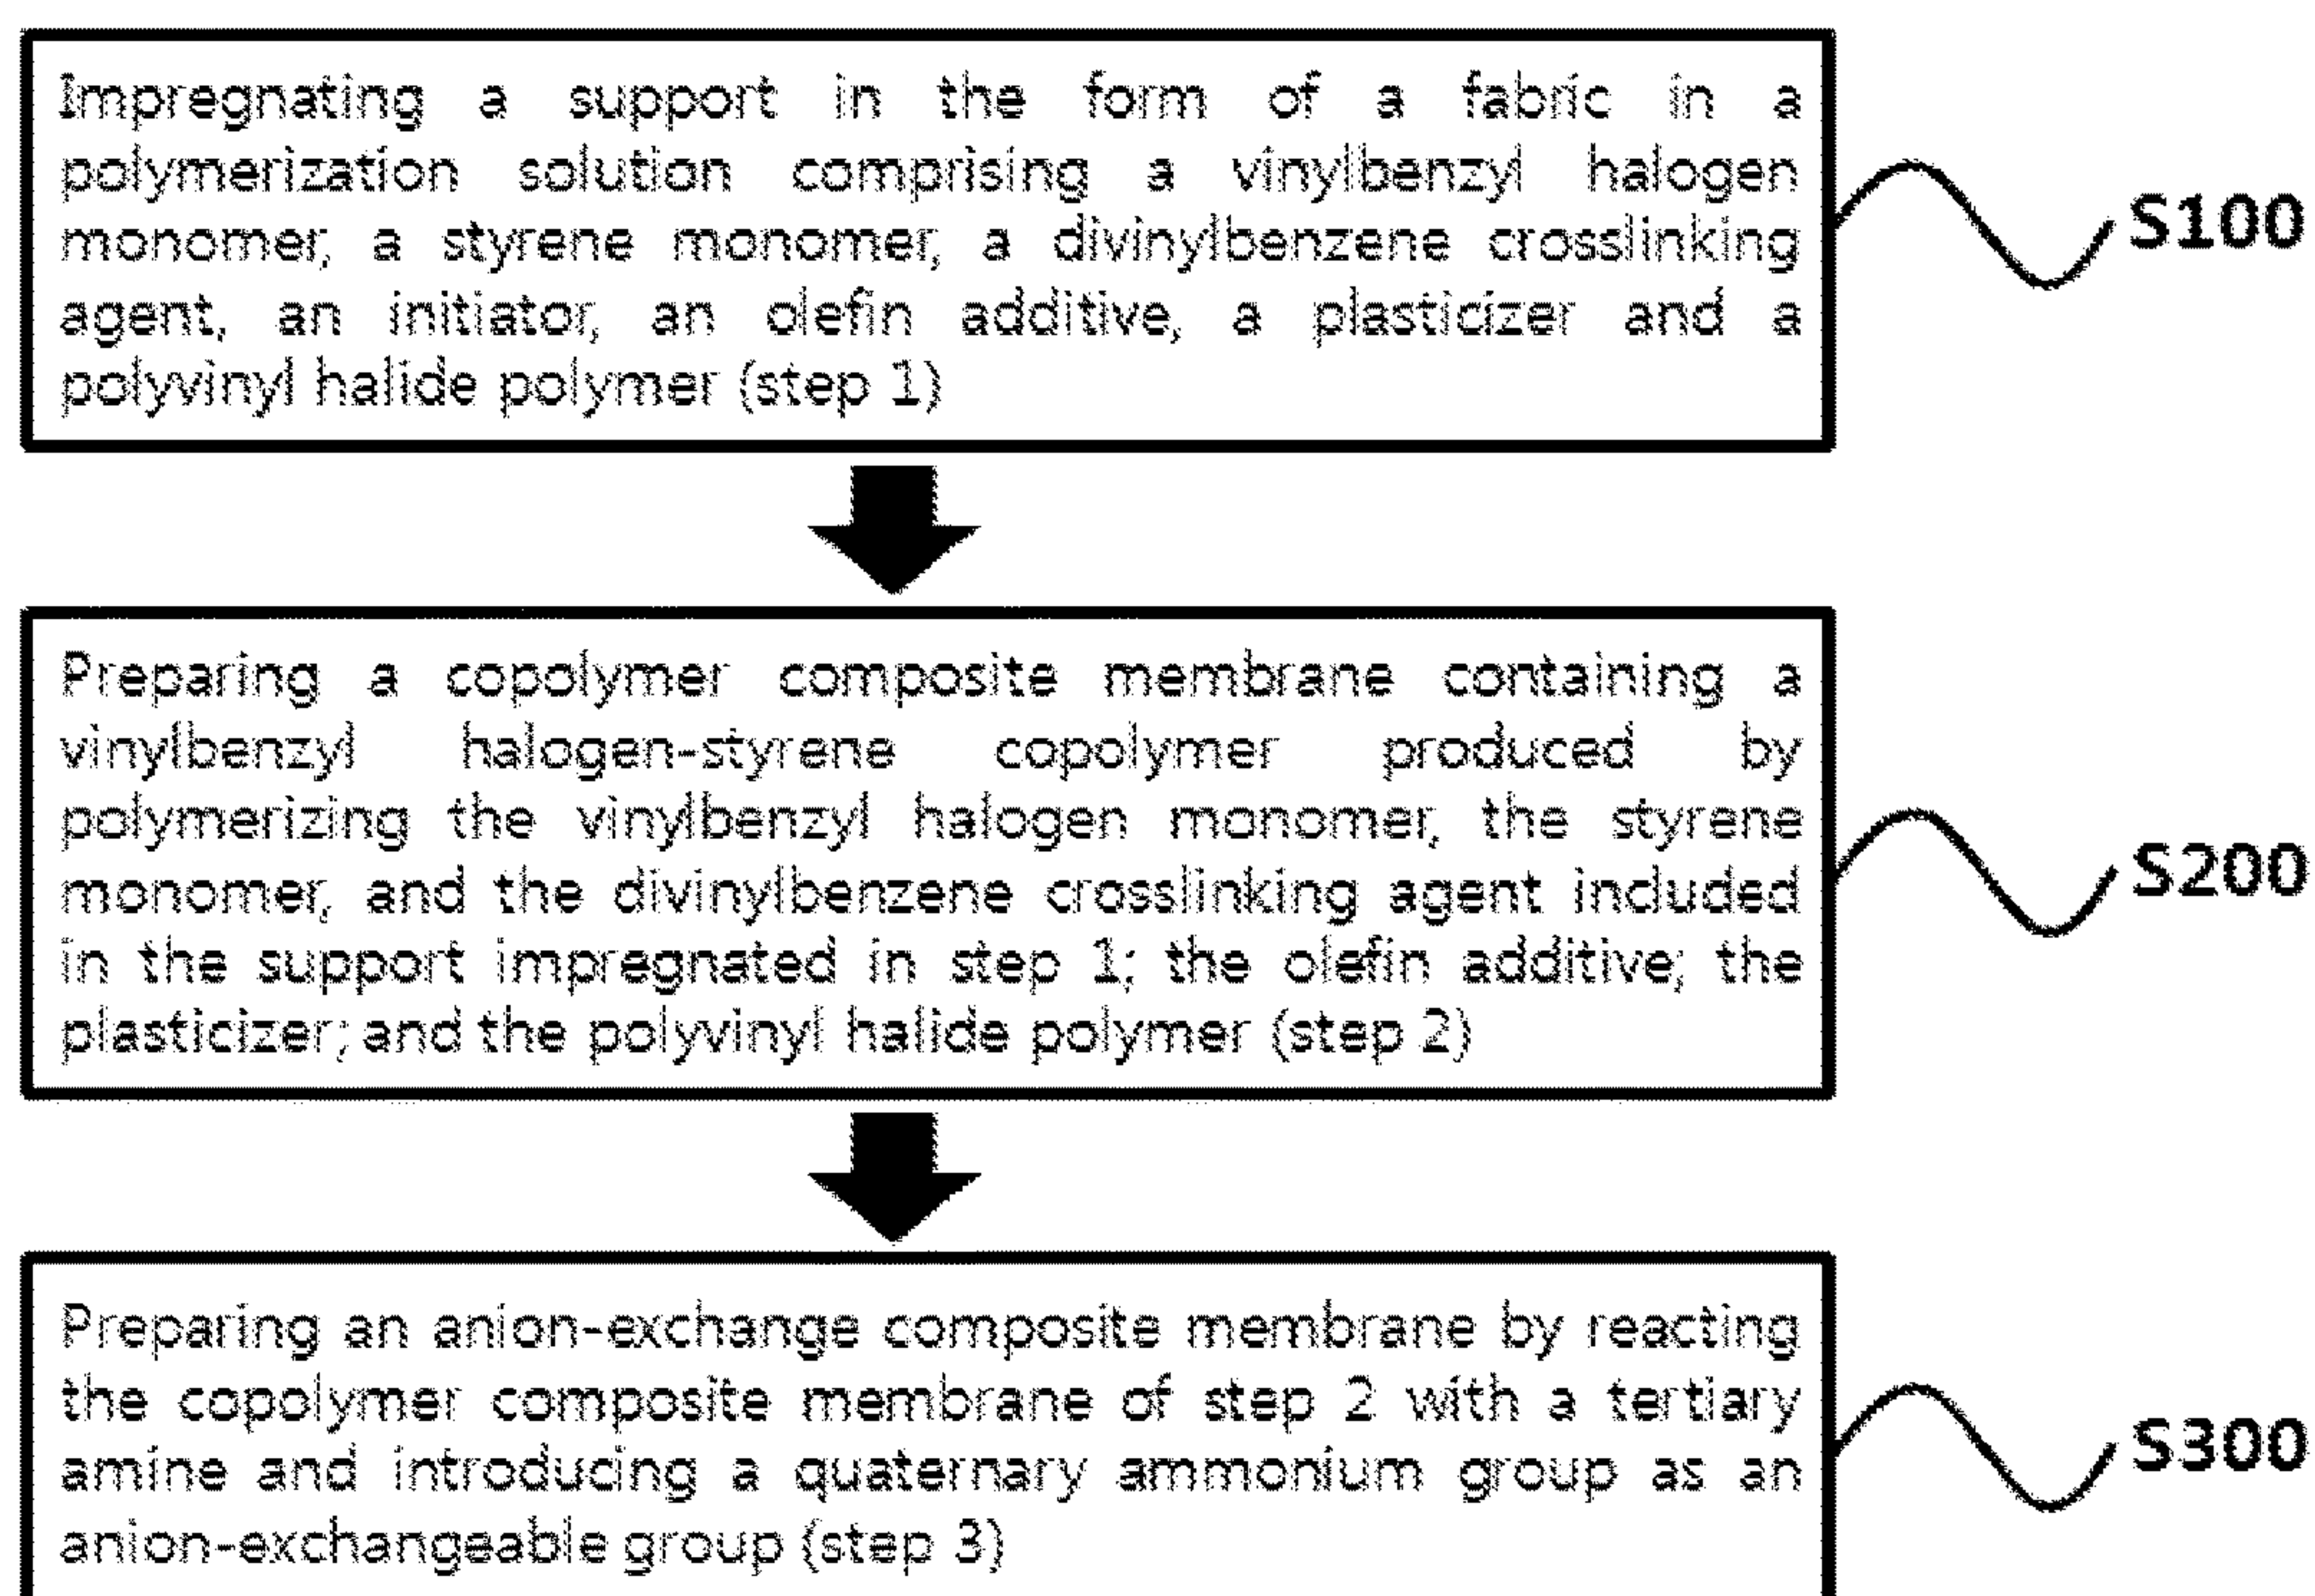 Impregnating a support in the form of a fabric in a
polymerization solution comprising a vinylbenzyl halogen
monomer, a styrene monomer, a divinylbenzene crosslinking
agent, an initiator, an olefin additive, a plasticizer and a
polyvinyl halide polymer (step 1)
S100
Preparing a copolymer composite membrane containing a
vinylbenzyl halogen-styrene copolymer produced by
polymerizing the vinylbenzyl halogen monomer, the styrene
monomer, and the divinylbenzene crosslinking agent included
in the support impregnated in step 1; the olefin additive; the
plasticizer; and the polyvinyl halide polymer (step 2)
S200
Preparing an anion-exchange composite membrane by reacting
the copolymer composite membrane of step 2 with a tertiary
amine and introducing a quaternary ammonium group as an
anion-exchangeable group (step 3)
S300